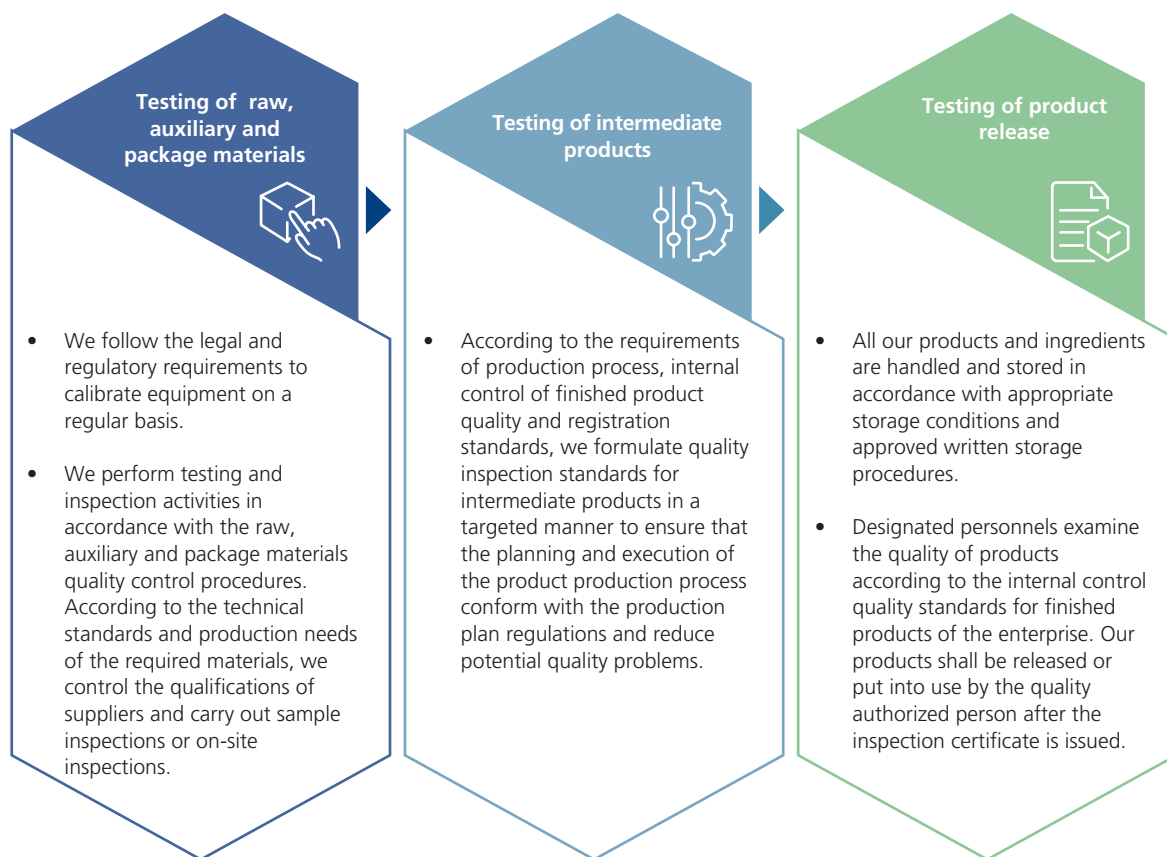 Testing of raw,
auxiliary and
package materials
• We follow the legal and
regulatory requirements to
calibrate equipment on a
regular basis.
• We perform testing and
inspection activities in
accordance with the raw,
auxiliary and package materials
quality control procedures.
According to the technical
standards and production needs
of the required materials, we
control the qualifications of
suppliers and carry out sample
inspections or on-site
inspections.
Testing of intermediate
products
• According to the requirements
of production process, internal
control of finished product
quality and registration
standards, we formulate quality
inspection standards for
intermediate products in a
targeted manner to ensure that
the planning and execution of
the product production process
conform with the production
plan regulations and reduce
potential quality problems.
Testing of product
release
• All our products and ingredients
are handled and stored in
accordance with appropriate
storage conditions and
approved written storage
procedures.
• Designated personnels examine
the quality of products
according to the internal control
quality standards for finished
products of the enterprise. Our
products shall be released or
put into use by the quality
authorized person after the
inspection certificate is issued.